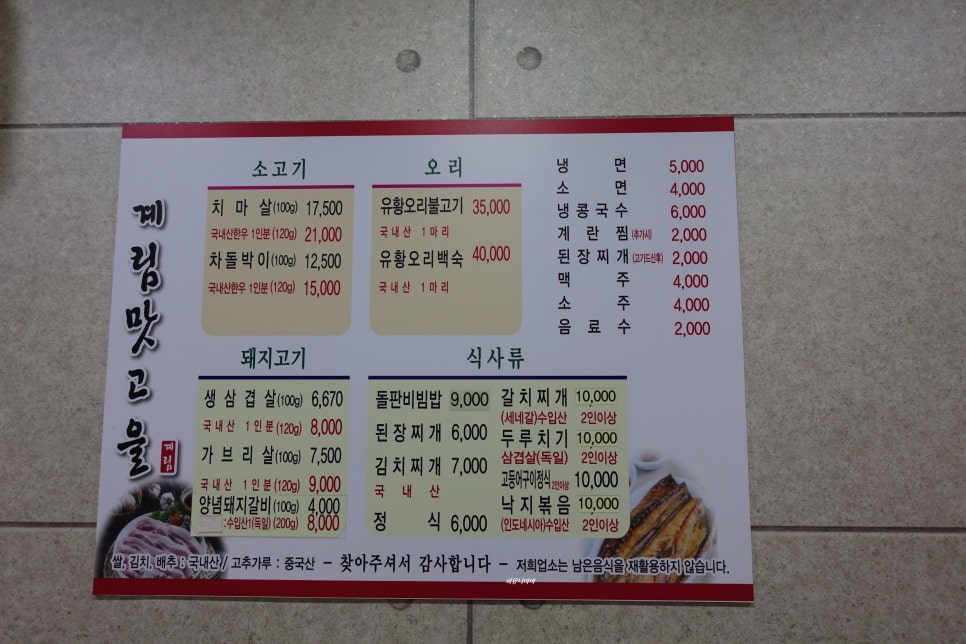 계림맛고을
계림
소고기
치마살(100g) 17,500
국내산한우 1인분(120g) 21,000
차돌박이(100g) 12,500
국내산한우 1인분(120g) 15,000
오리
유황오리불고기 35,000
국내산 1마리
유황오리백숙 40,000
국내산 1마리
냉면 5,000
소면 4,000
냉콩국수 6,000
계란찜(추가시) 2,000
된장찌개(고기드신후) 2,000
맥주 4,000
소주 4,000
음료수 2,000
돼지고기
생삼겹살(100g) 6,670
국내산 1인분(120g) 8,000
가브리살(100g) 7,500
국내산 1인분(120g) 9,000
양념돼지갈비(100g) 4,000
:수입산1(독일)(200g) 8,000
식사류
돌판비빔밥 9,000
된장찌개 6,000
김치찌개 7,000
국내산
정식 6,000
갈치찌개 10,000
(세네갈)수입산 2인이상
두루치기 10,000
삼겹살(독일) 2인이상
고등어구이정식 2인이상 10,000
낙지볶음 10,000
(인도네시아)수입산 2인이상
쌀, 김치, 배추 : 국내산 / 고추가루 : 중국산 - 찾아주셔서 감사합니다 - 저희업소는 남은음식을 재활용하지 않습니다.